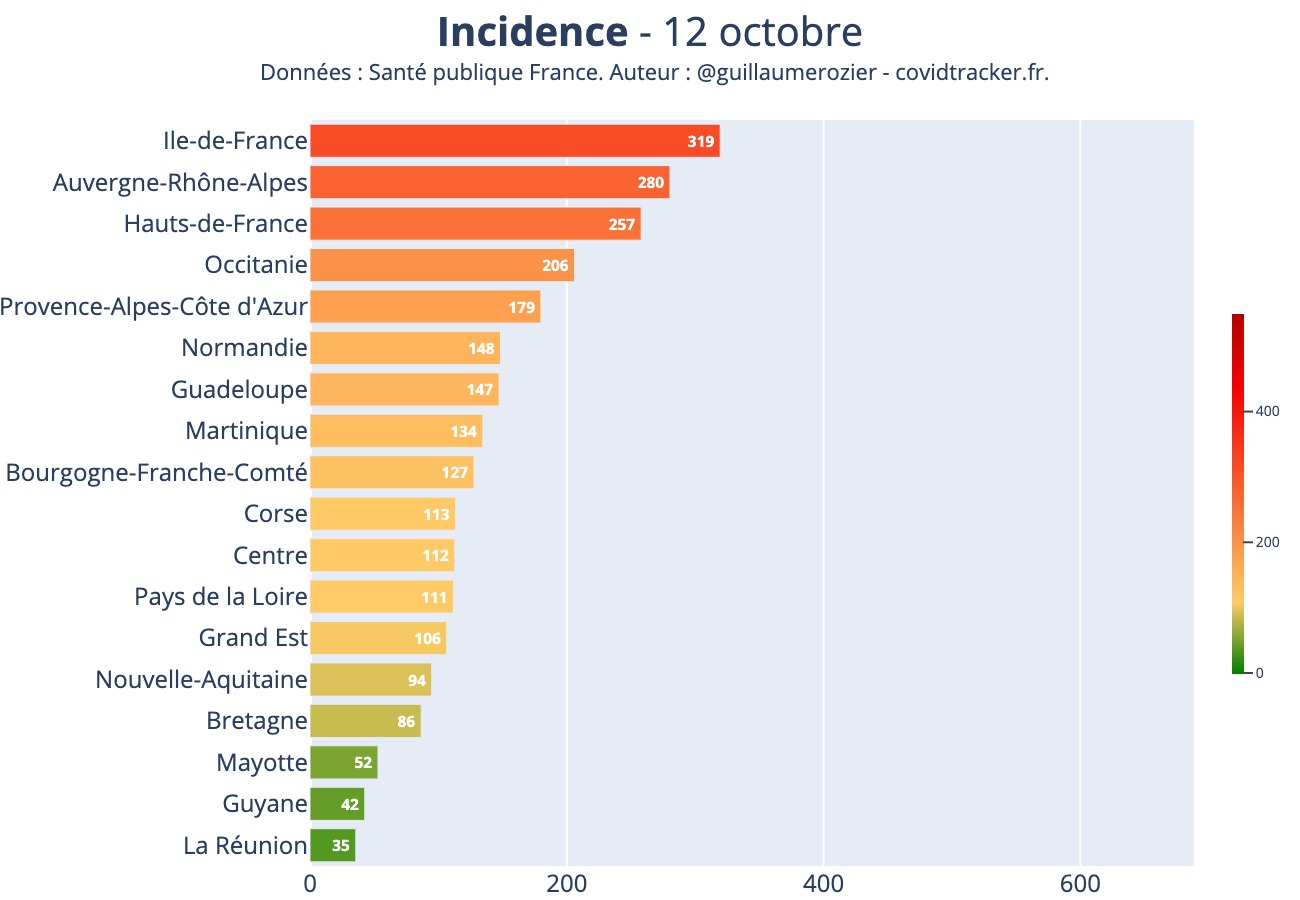 Incidence - 12 octobre
Données : Santé publique France. Auteur : @guillaumerozier - covidtracker.fr.
Ile-de-France 319
Auvergne-Rhône-Alpes 280
Hauts-de-France 257
Occitanie 206
Provence-Alpes-Côte d'Azur 179
Normandie 148
Guadeloupe 147
Martinique 134
Bourgogne-Franche-Comté 127
Corse 113
Centre 112
Pays de la Loire 111
Grand Est 106
Nouvelle-Aquitaine 94
Bretagne 86
Mayotte 52
Guyane 42
La Réunion 35
0 200 400 600
400
200
0